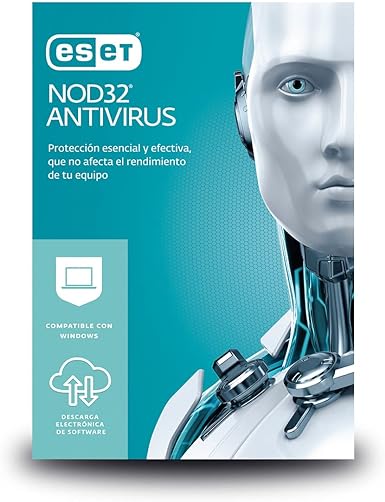 eseT
NOD32®
ANTIVIRUS
Protección esencial y efectiva,
que no afecta el rendimiento
de tu equipo
COMPATIBLE CON
WINDOWS
DESCARGA
ELECTRÓNICA
DE SOFTWARE